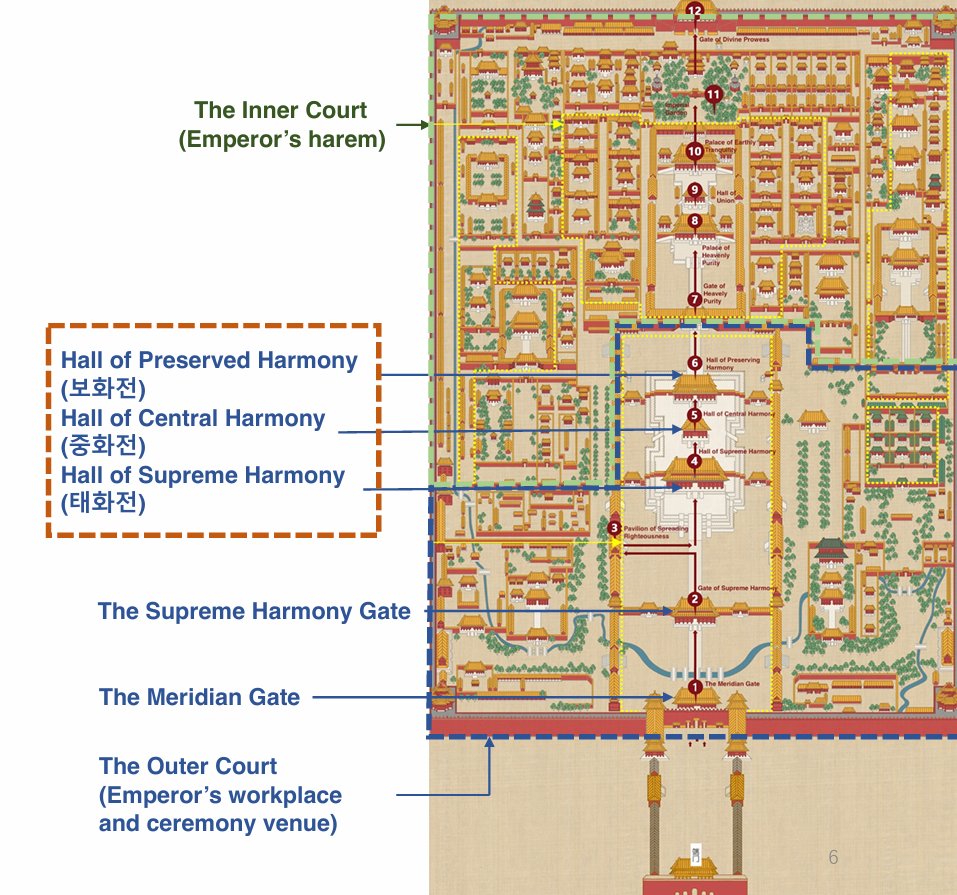 The Inner Court
(Emperor's harem)
Hall of Preserved Harmony
(보화전)
Hall of Central Harmony
(중화전)
Hall of Supreme Harmony
(태화전)
The Supreme Harmony Gate
The Meridian Gate
The Outer Court
(Emperor's workplace
and ceremony venue)
12
Gate of Divine Prowess
11
Imperial
Garden
10
Palace of Earthly
Tranquility
9
Hall of
Union
8
Palace of
Heavenly
Purity
7
Gate of
Heavely
Purity
6
Hall of Preserving
Harmony
5
Hall of Central Harmony
4
Hall of Supreme Harmony
3
Pavilion of Spreading
Righteousness
2
Gate of Supreme Harmony
1
The Meridian Gate
6